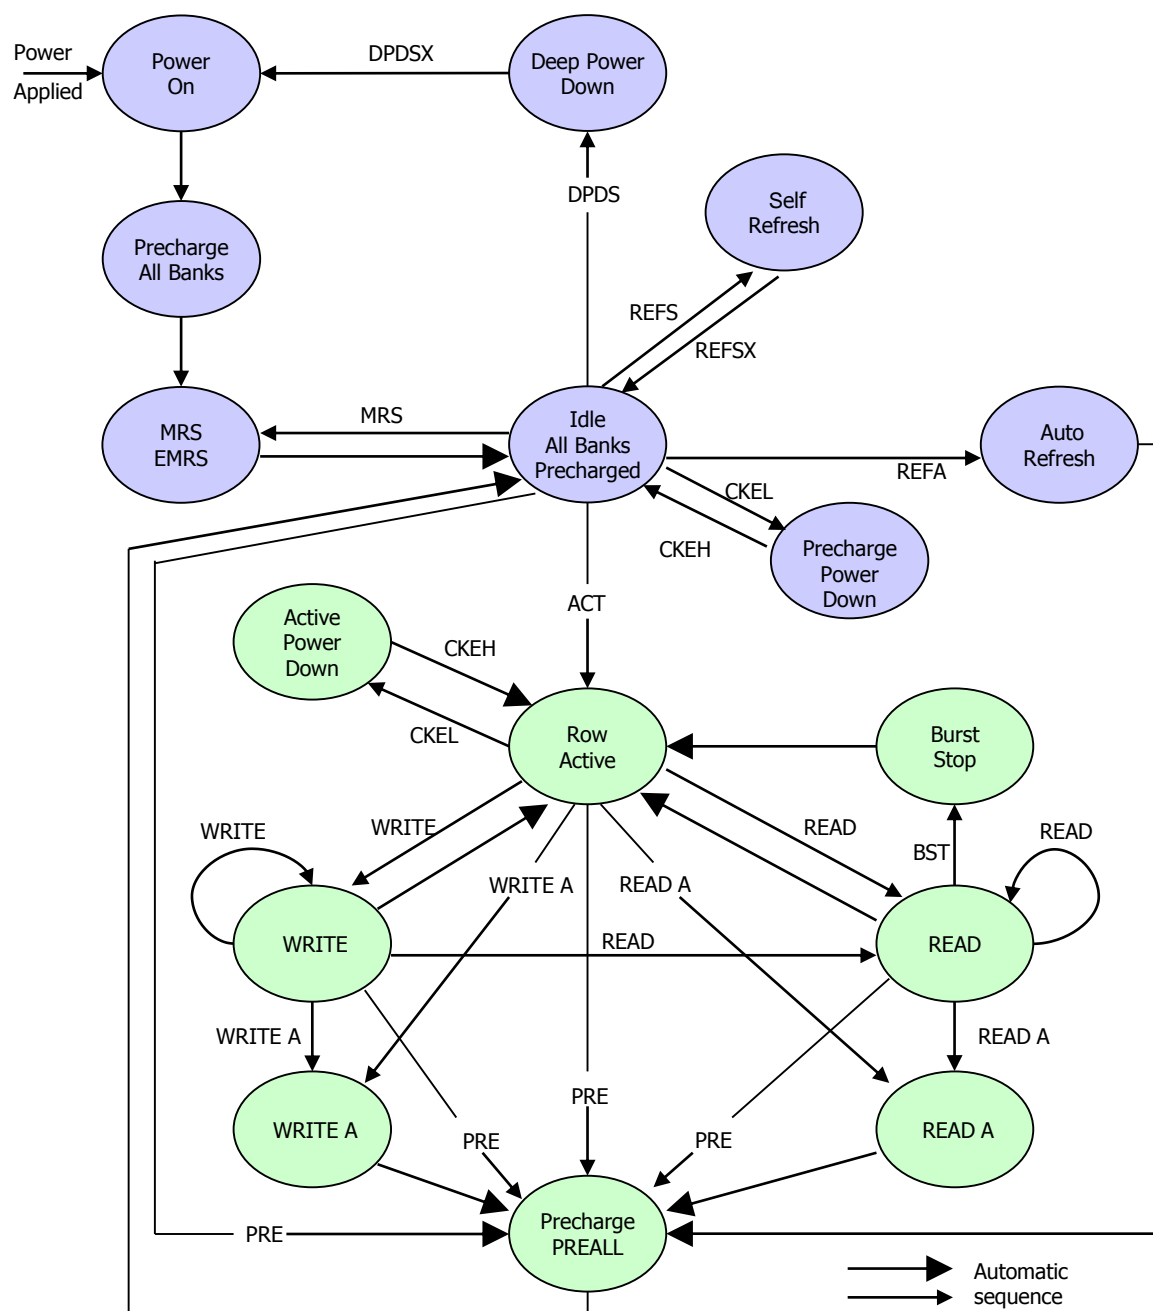 Power
Applied
Power
On
DPDSX
Deep Power
Down
DPDS
Self
Refresh
Precharge
All Banks
REFS
REFSX
MRS
EMRS
MRS
Idle
All Banks
Precharged
Auto
Refresh
REFA
CKEL
CKEH
Precharge
Power
Down
ACT
Active
Power
Down
CKEH
CKEL
Row
Active
Burst
Stop
WRITE
WRITE
READ
BST
READ
WRITE A
READ A
WRITE
READ
READ
WRITE A
READ A
WRITE A
PRE
PRE
PRE
READ A
PRE
Precharge
PREALL
Automatic
sequence